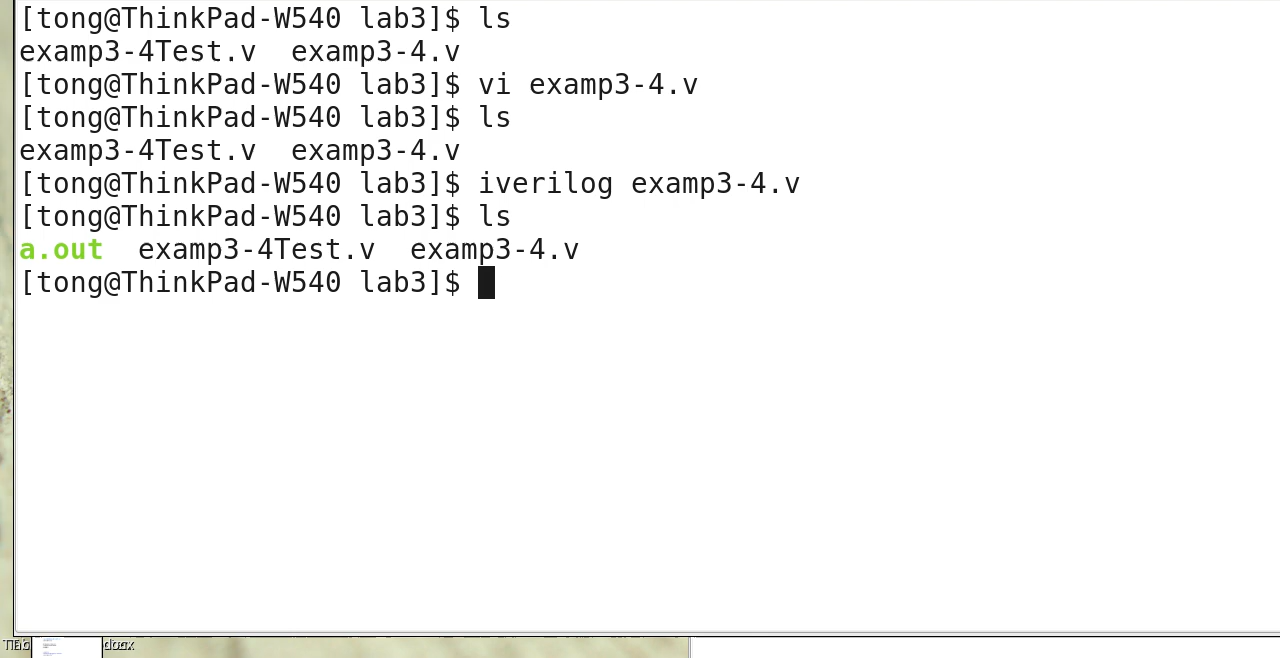 [tong@ThinkPad-W540 lab3]$ ls
examp3-4Test.v  examp3-4.v
[tong@ThinkPad-W540 lab3]$ vi examp3-4.v
[tong@ThinkPad-W540 lab3]$ ls
examp3-4Test.v  examp3-4.v
[tong@ThinkPad-W540 lab3]$ iverilog examp3-4.v
[tong@ThinkPad-W540 lab3]$ ls
a.out  examp3-4Test.v  examp3-4.v
[tong@ThinkPad-W540 lab3]$
docx